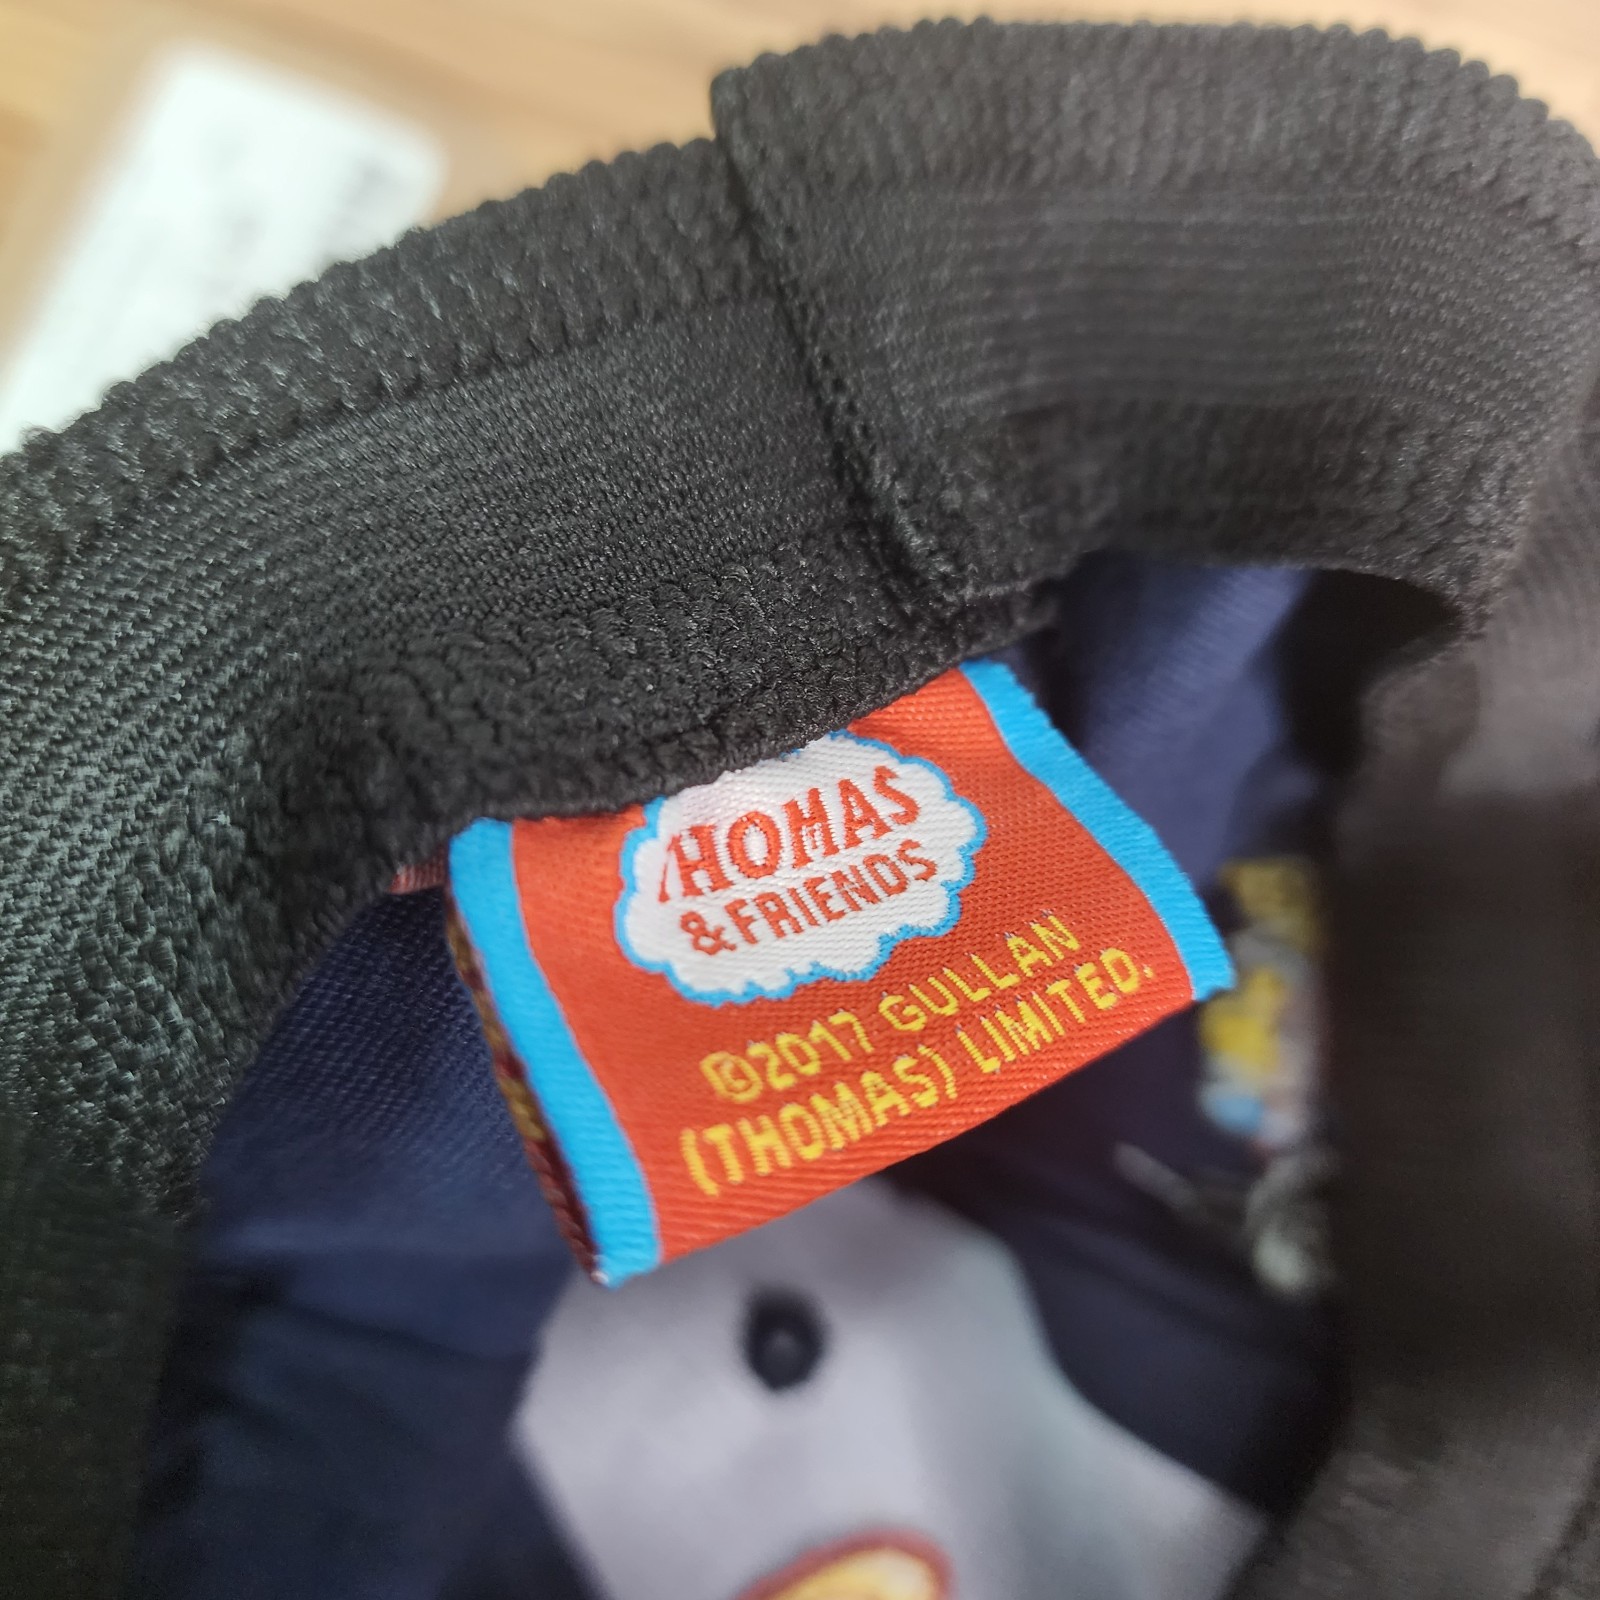 THOMAS
&FRIENDS
©2017 GULLAN
(THOMAS) LIMITED.